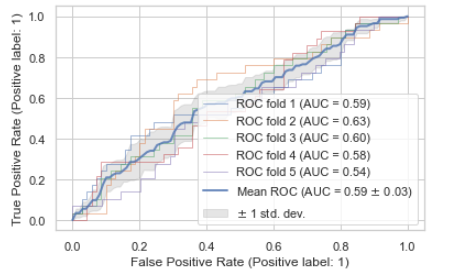 1.0
0.8
0.6
0.4
0.2
0.0
True Positive Rate (Positive label: 1)
ROC fold 1 (AUC = 0.59)
ROC fold 2 (AUC = 0.63)
ROC fold 3 (AUC = 0.60)
ROC fold 4 (AUC = 0.58)
ROC fold 5 (AUC = 0.54)
Mean ROC (AUC = 0.59 ± 0.03)
± 1 std. dev.
0.0 0.2 0.4 0.6 0.8 1.0
False Positive Rate (Positive label: 1)